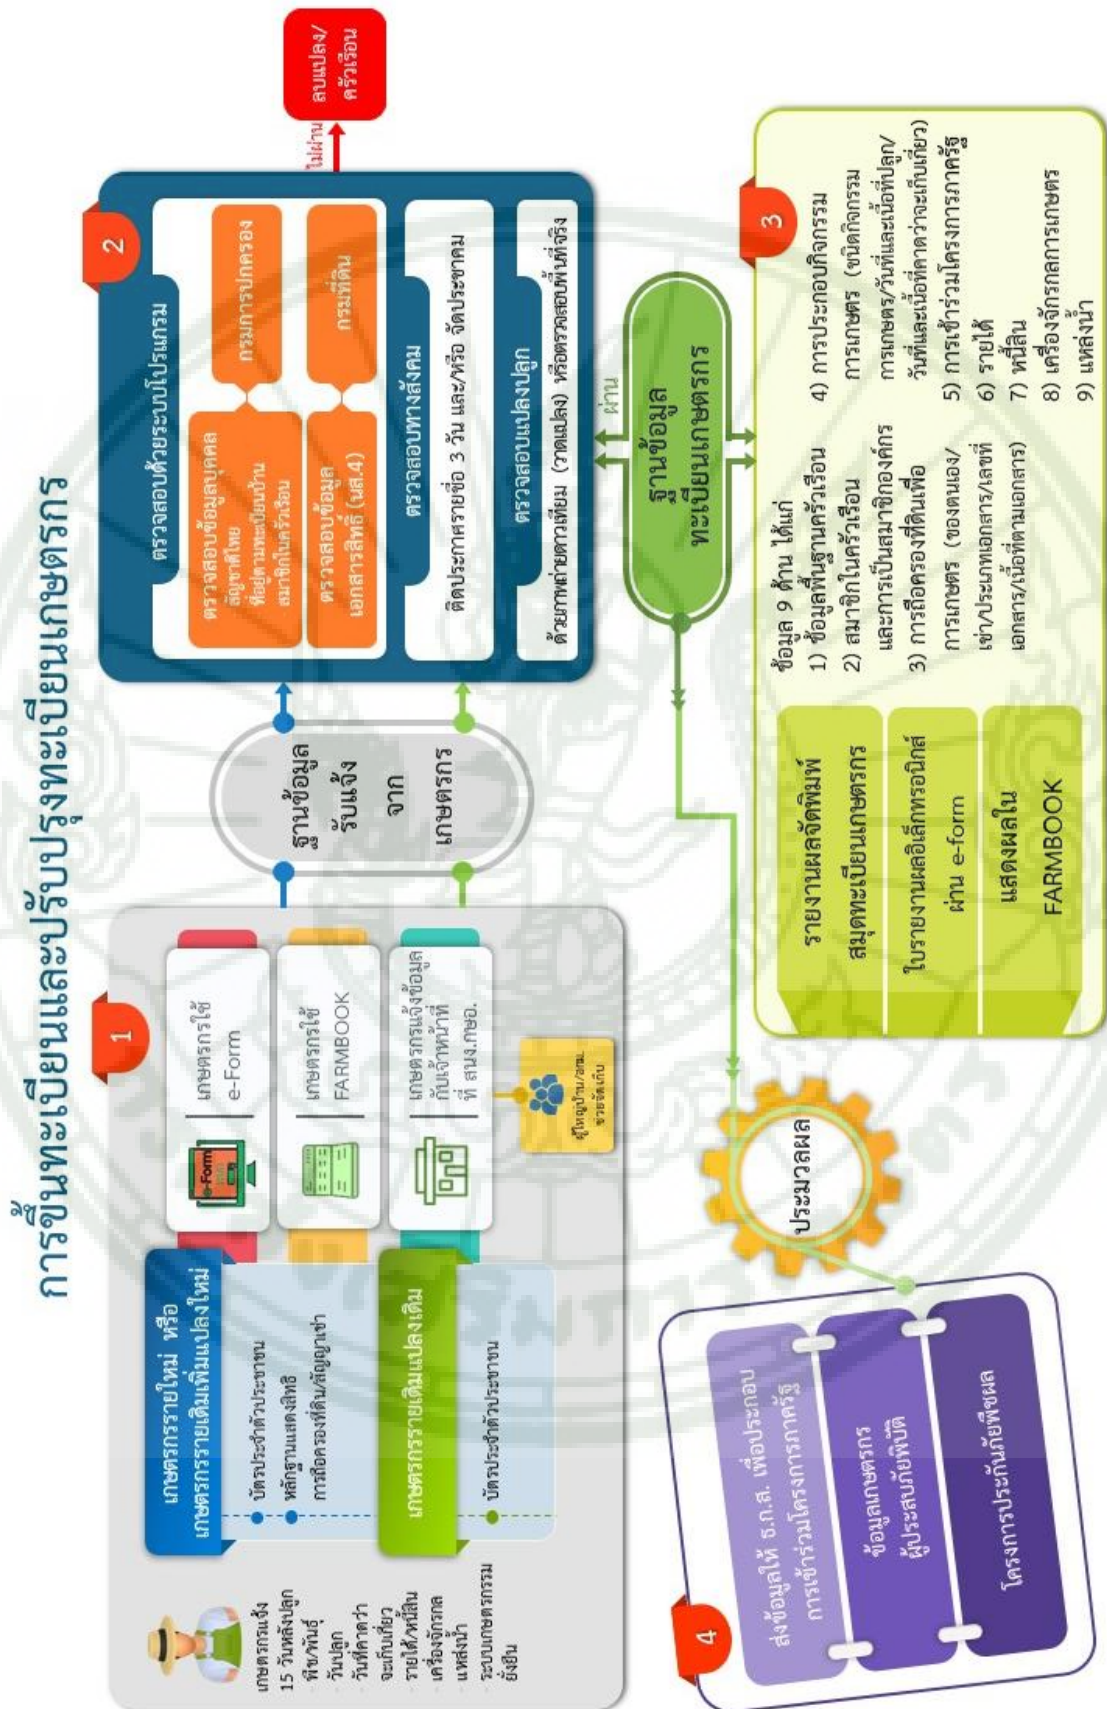 การขึ้นทะเบียนและปรับปรุงทะเบียนเกษตรกร
1
เกษตรกรแจ้ง
15 วันหลังปลูก
- พืช/พันธุ์
- วันปลูก
- วันที่คาดว่า
จะเก็บเกี่ยว
- รายได้/หนี้สิน
- เครื่องจักรกล
- แหล่งน้ำ
- ระบบเกษตรกรรม
ยั่งยืน
เกษตรกรรายใหม่ หรือ
เกษตรกรรายเดิมเพิ่มแปลงใหม่
บัตรประจำตัวประชาชน
หลักฐานแสดงสิทธิ
การถือครองที่ดิน/สัญญาเช่า
เกษตรกรรายเดิมแปลงเดิม
บัตรประจำตัวประชาชน
e-Form
เกษตรกรใช้
e-Form
เกษตรกรใช้
FARMBOOK
เกษตรกรแจ้งข้อมูล
กับเจ้าหน้าที่
ที่ สนง.กษอ.
ผู้ใหญ่บ้าน/อกม.
ช่วยจัดเก็บ
ฐานข้อมูล
รับแจ้ง
จาก
เกษตรกร
2
ตรวจสอบด้วยระบบโปรแกรม
ตรวจสอบข้อมูลบุคคล
สัญชาติไทย
ที่อยู่ตามทะเบียนบ้าน
สมาชิกในครัวเรือน
กรมการปกครอง
ตรวจสอบข้อมูล
เอกสารสิทธิ์ (นส.4)
กรมที่ดิน
ตรวจสอบทางสังคม
ติดประกาศรายชื่อ 3 วัน และ/หรือ จัดประชาคม
ตรวจสอบแปลงปลูก
ด้วยภาพถ่ายดาวเทียม (วาดแปลง) หรือตรวจสอบพื้นที่จริง
ไม่ผ่าน
ลบแปลง/
ครัวเรือน
ผ่าน
ฐานข้อมูล
ทะเบียนเกษตรกร
3
รายงานผลจัดพิมพ์
สมุดทะเบียนเกษตรกร
ใบรายงานผลอิเล็กทรอนิกส์
ผ่าน e-form
แสดงผลใน
FARMBOOK
ข้อมูล 9 ด้าน ได้แก่
1) ข้อมูลพื้นฐานครัวเรือน
2) สมาชิกในครัวเรือน
และการเป็นสมาชิกองค์กร
3) การถือครองที่ดินเพื่อ
การเกษตร (ของตนเอง/
เช่า/ประเภทเอกสาร/เลขที่
เอกสาร/เนื้อที่ตามเอกสาร)
4) การประกอบกิจกรรม
การเกษตร (ชนิดกิจกรรม
การเกษตร/วันที่และเนื้อที่ปลูก/
วันที่และเนื้อที่คาดว่าจะเก็บเกี่ยว)
5) การเข้าร่วมโครงการภาครัฐ
6) รายได้
7) หนี้สิน
8) เครื่องจักรกลการเกษตร
9) แหล่งน้ำ
ประมวลผล
4
ส่งข้อมูลให้ ธ.ก.ส. เพื่อประกอบ
การเข้าร่วมโครงการภาครัฐ
ข้อมูลเกษตรกร
ผู้ประสบภัยพิบัติ
โครงการประกันภัยพืชผล